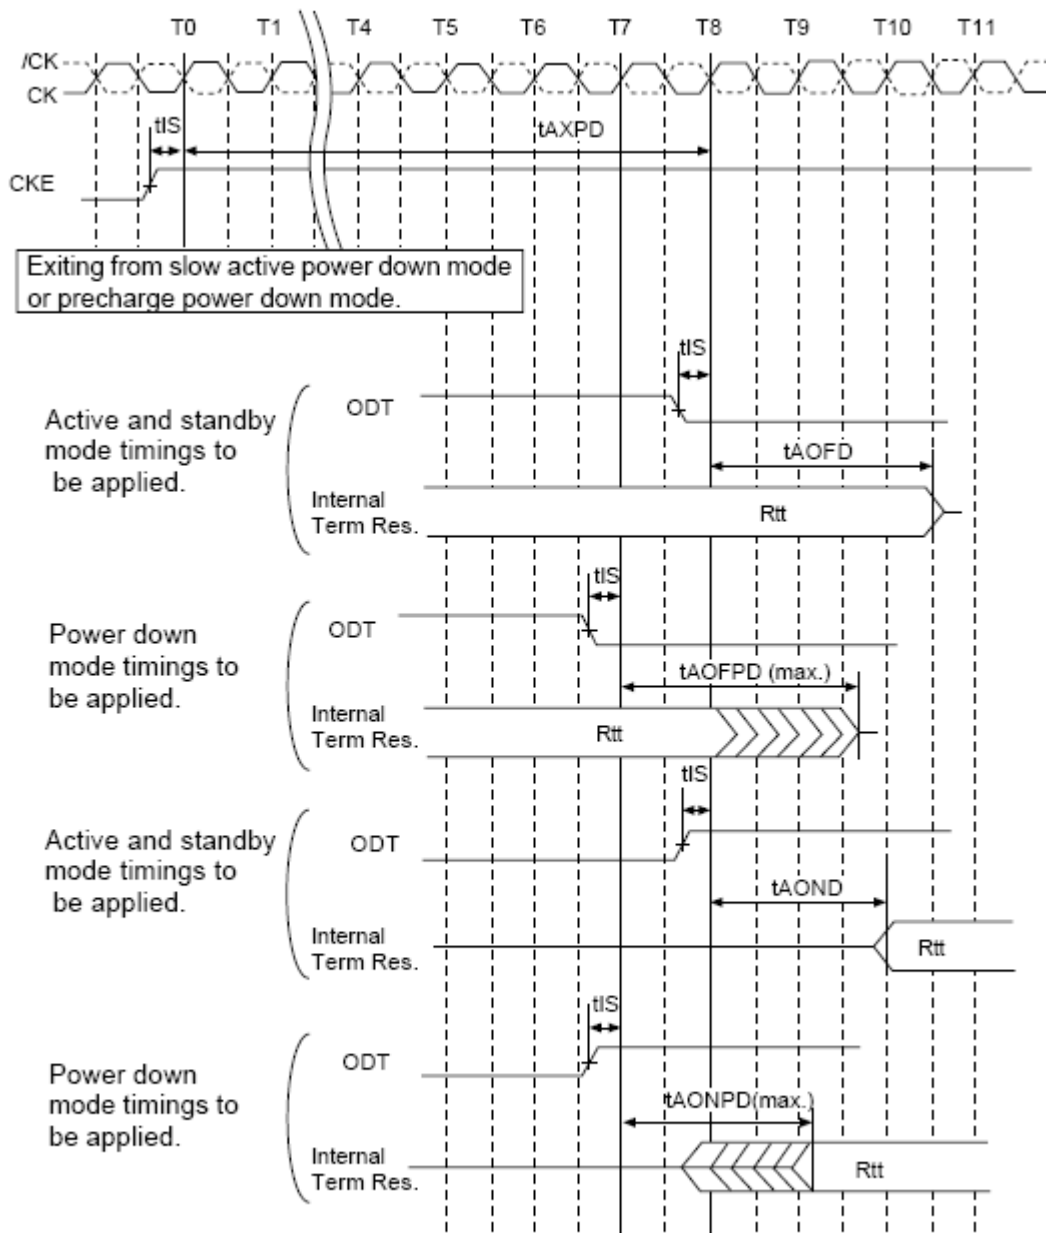 T0 T1 T4 T5 T6 T7 T8 T9 T10 T11
/CK
CK
tIS
tAXPD
CKE
Exiting from slow active power down mode
or precharge power down mode.
tIS
Active and standby
mode timings to
be applied.
ODT
tAOFD
Internal
Term Res.
Rtt
tIS
Power down
mode timings to
be applied.
ODT
tAOFPD (max.)
Internal
Term Res.
Rtt
tIS
Active and standby
mode timings to
be applied.
ODT
tAOND
Internal
Term Res.
Rtt
tIS
Power down
mode timings to
be applied.
ODT
tAONPD(max.)
Internal
Term Res.
Rtt